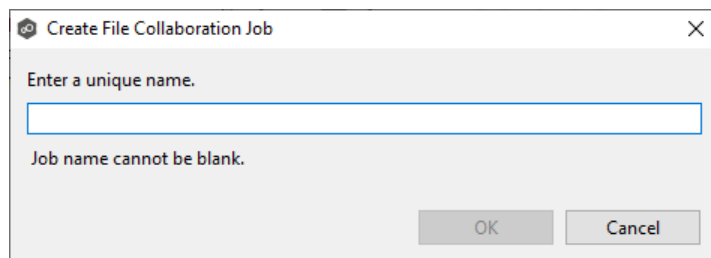 Create File Collaboration Job
Enter a unique name.
Job name cannot be blank.
OK
Cancel